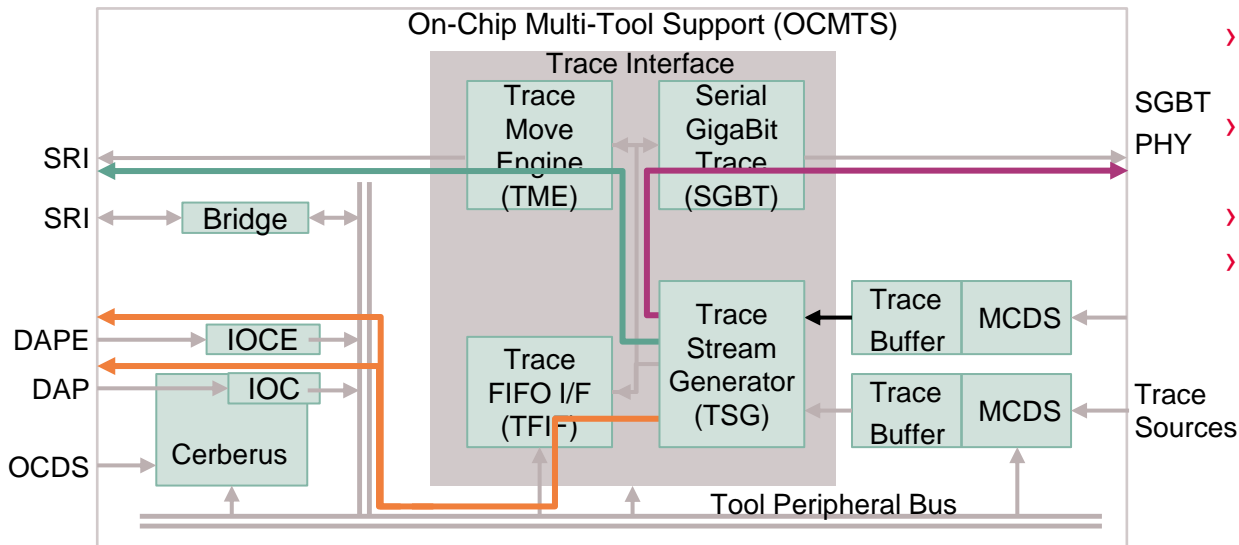 On-Chip Multi-Tool Support (OCMTS)
Trace Interface
Trace
Move
Engine
(TME)
Serial
GigaBit
Trace
(SGBT)
SGBT
PHY
SRI
SRI
Bridge
DAPE
IOCE
DAP
IOC
Cerberus
OCDS
Trace
FIFO I/F
(TFIF)
Trace
Stream
Generator
(TSG)
Trace
Buffer
MCDS
Trace
Buffer
MCDS
Trace
Sources
Tool Peripheral Bus